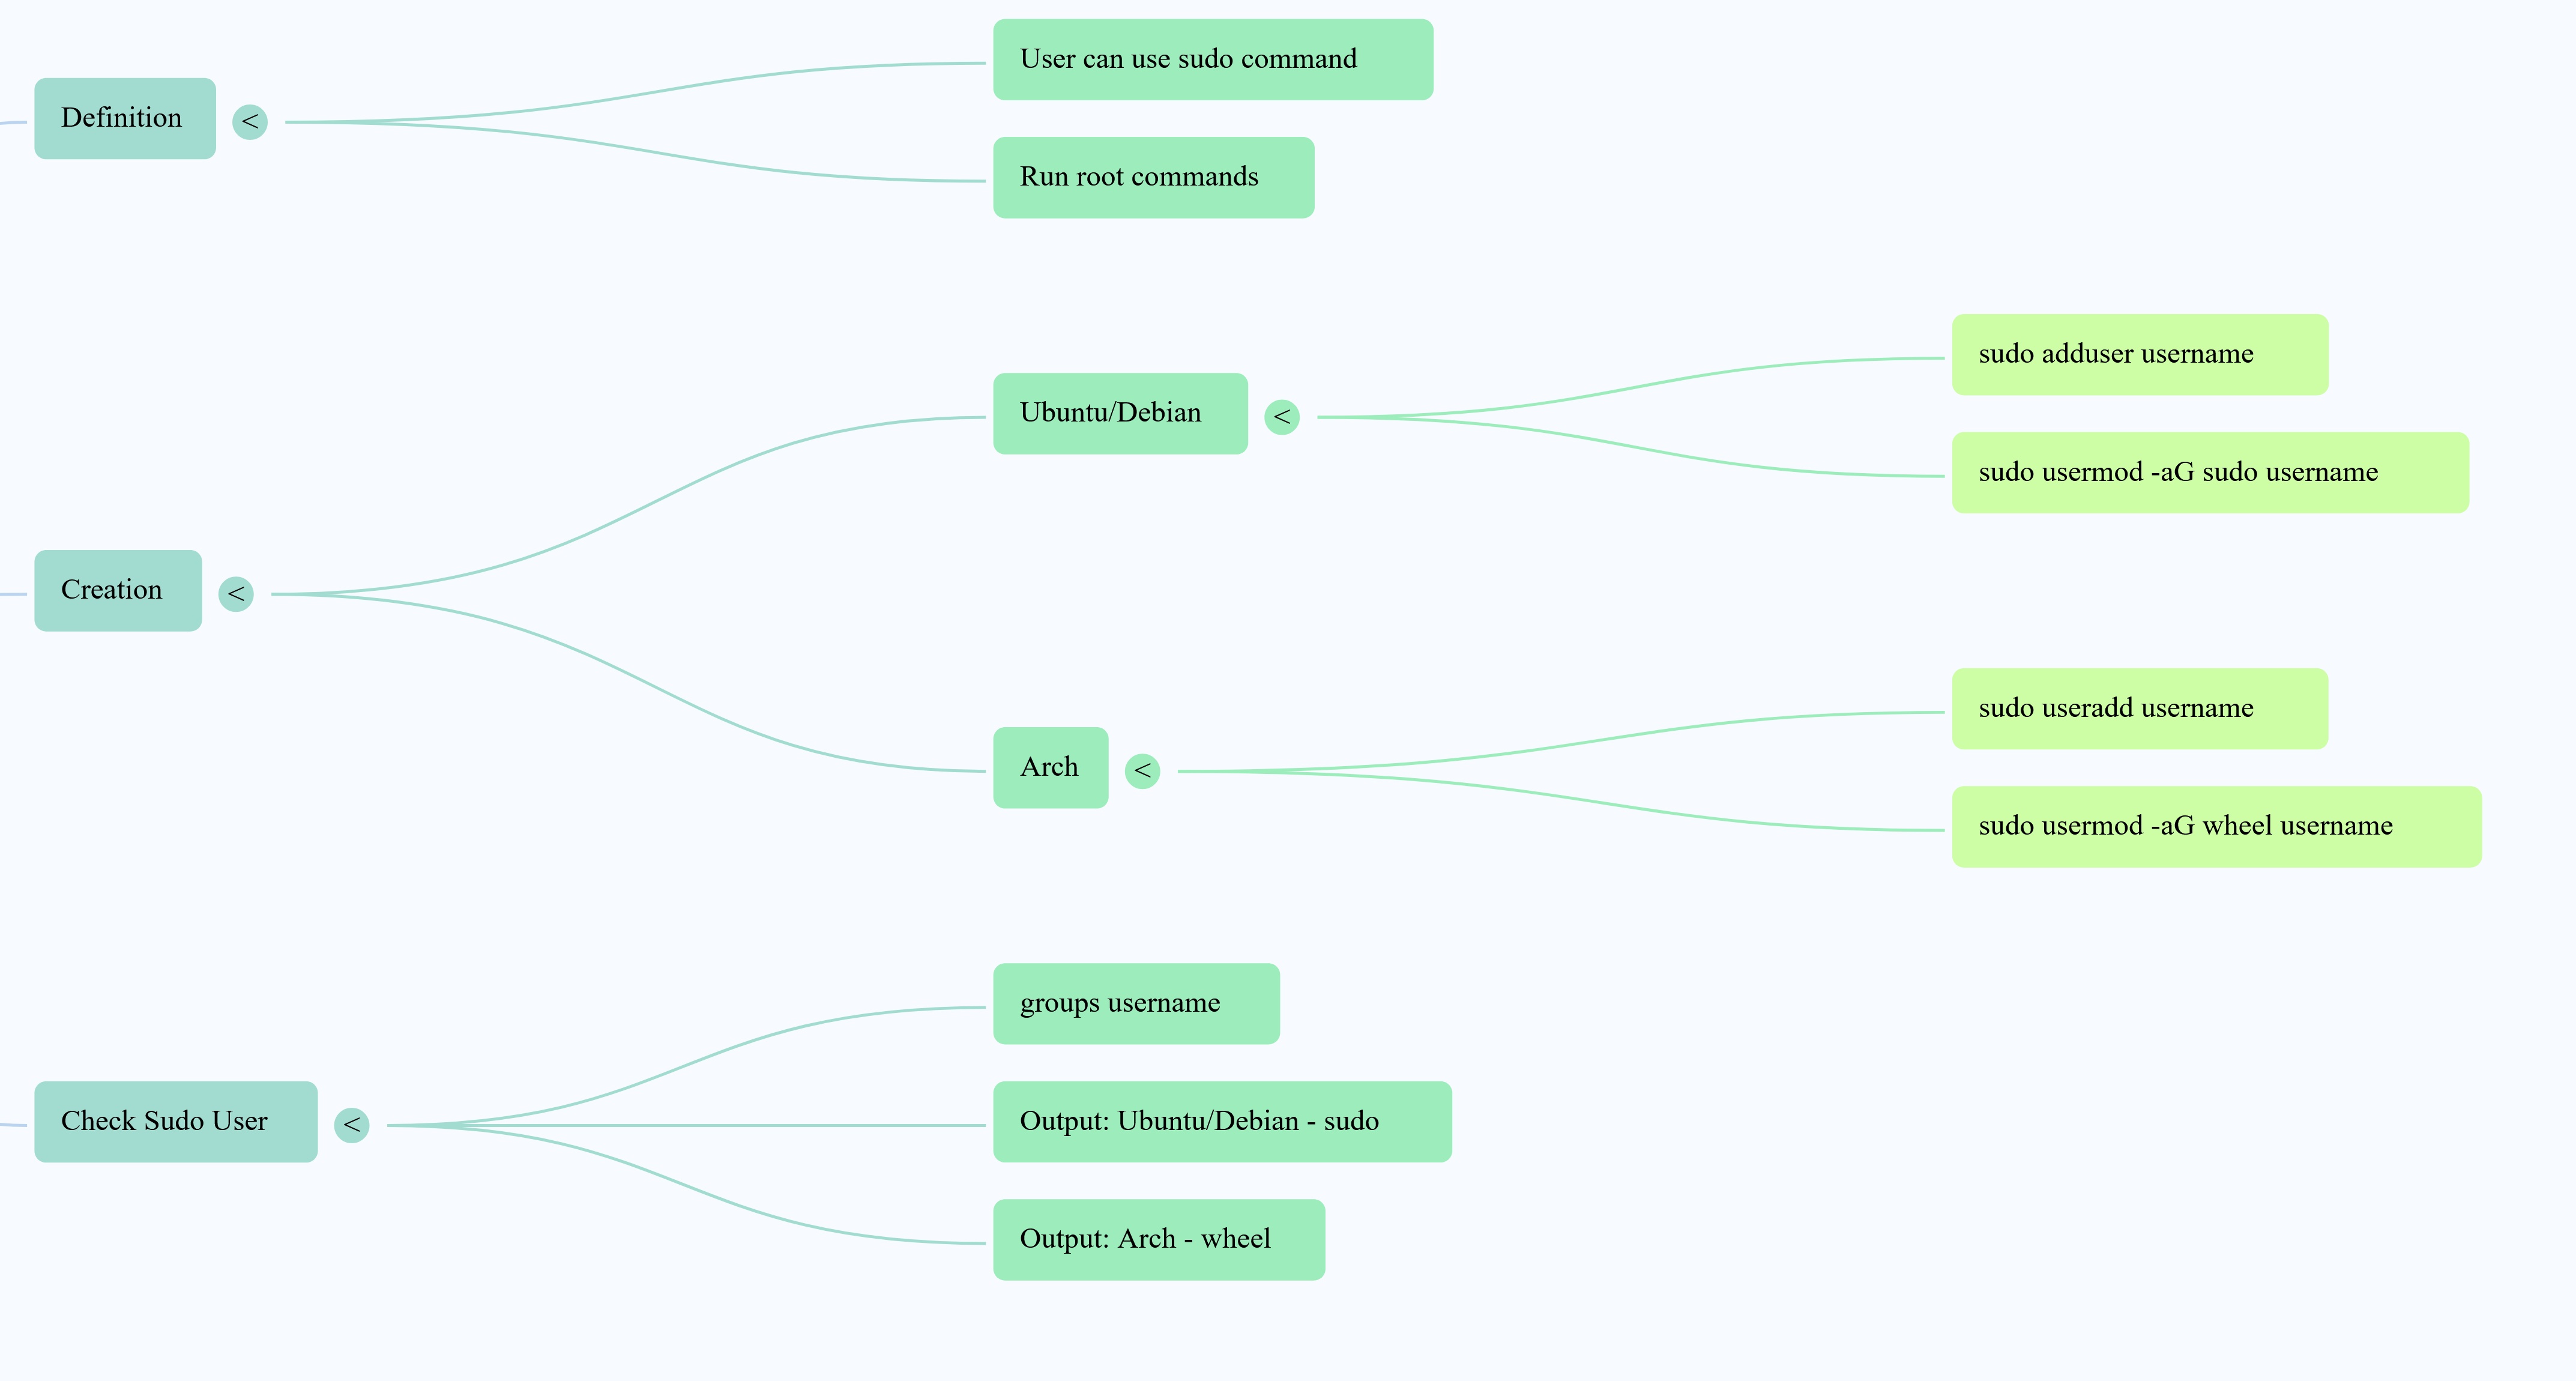 Definition
<
User can use sudo command
Run root commands
Creation
<
Ubuntu/Debian
<
sudo adduser username
sudo usermod -aG sudo username
Arch
<
sudo useradd username
sudo usermod -aG wheel username
Check Sudo User
<
groups username
Output: Ubuntu/Debian - sudo
Output: Arch - wheel